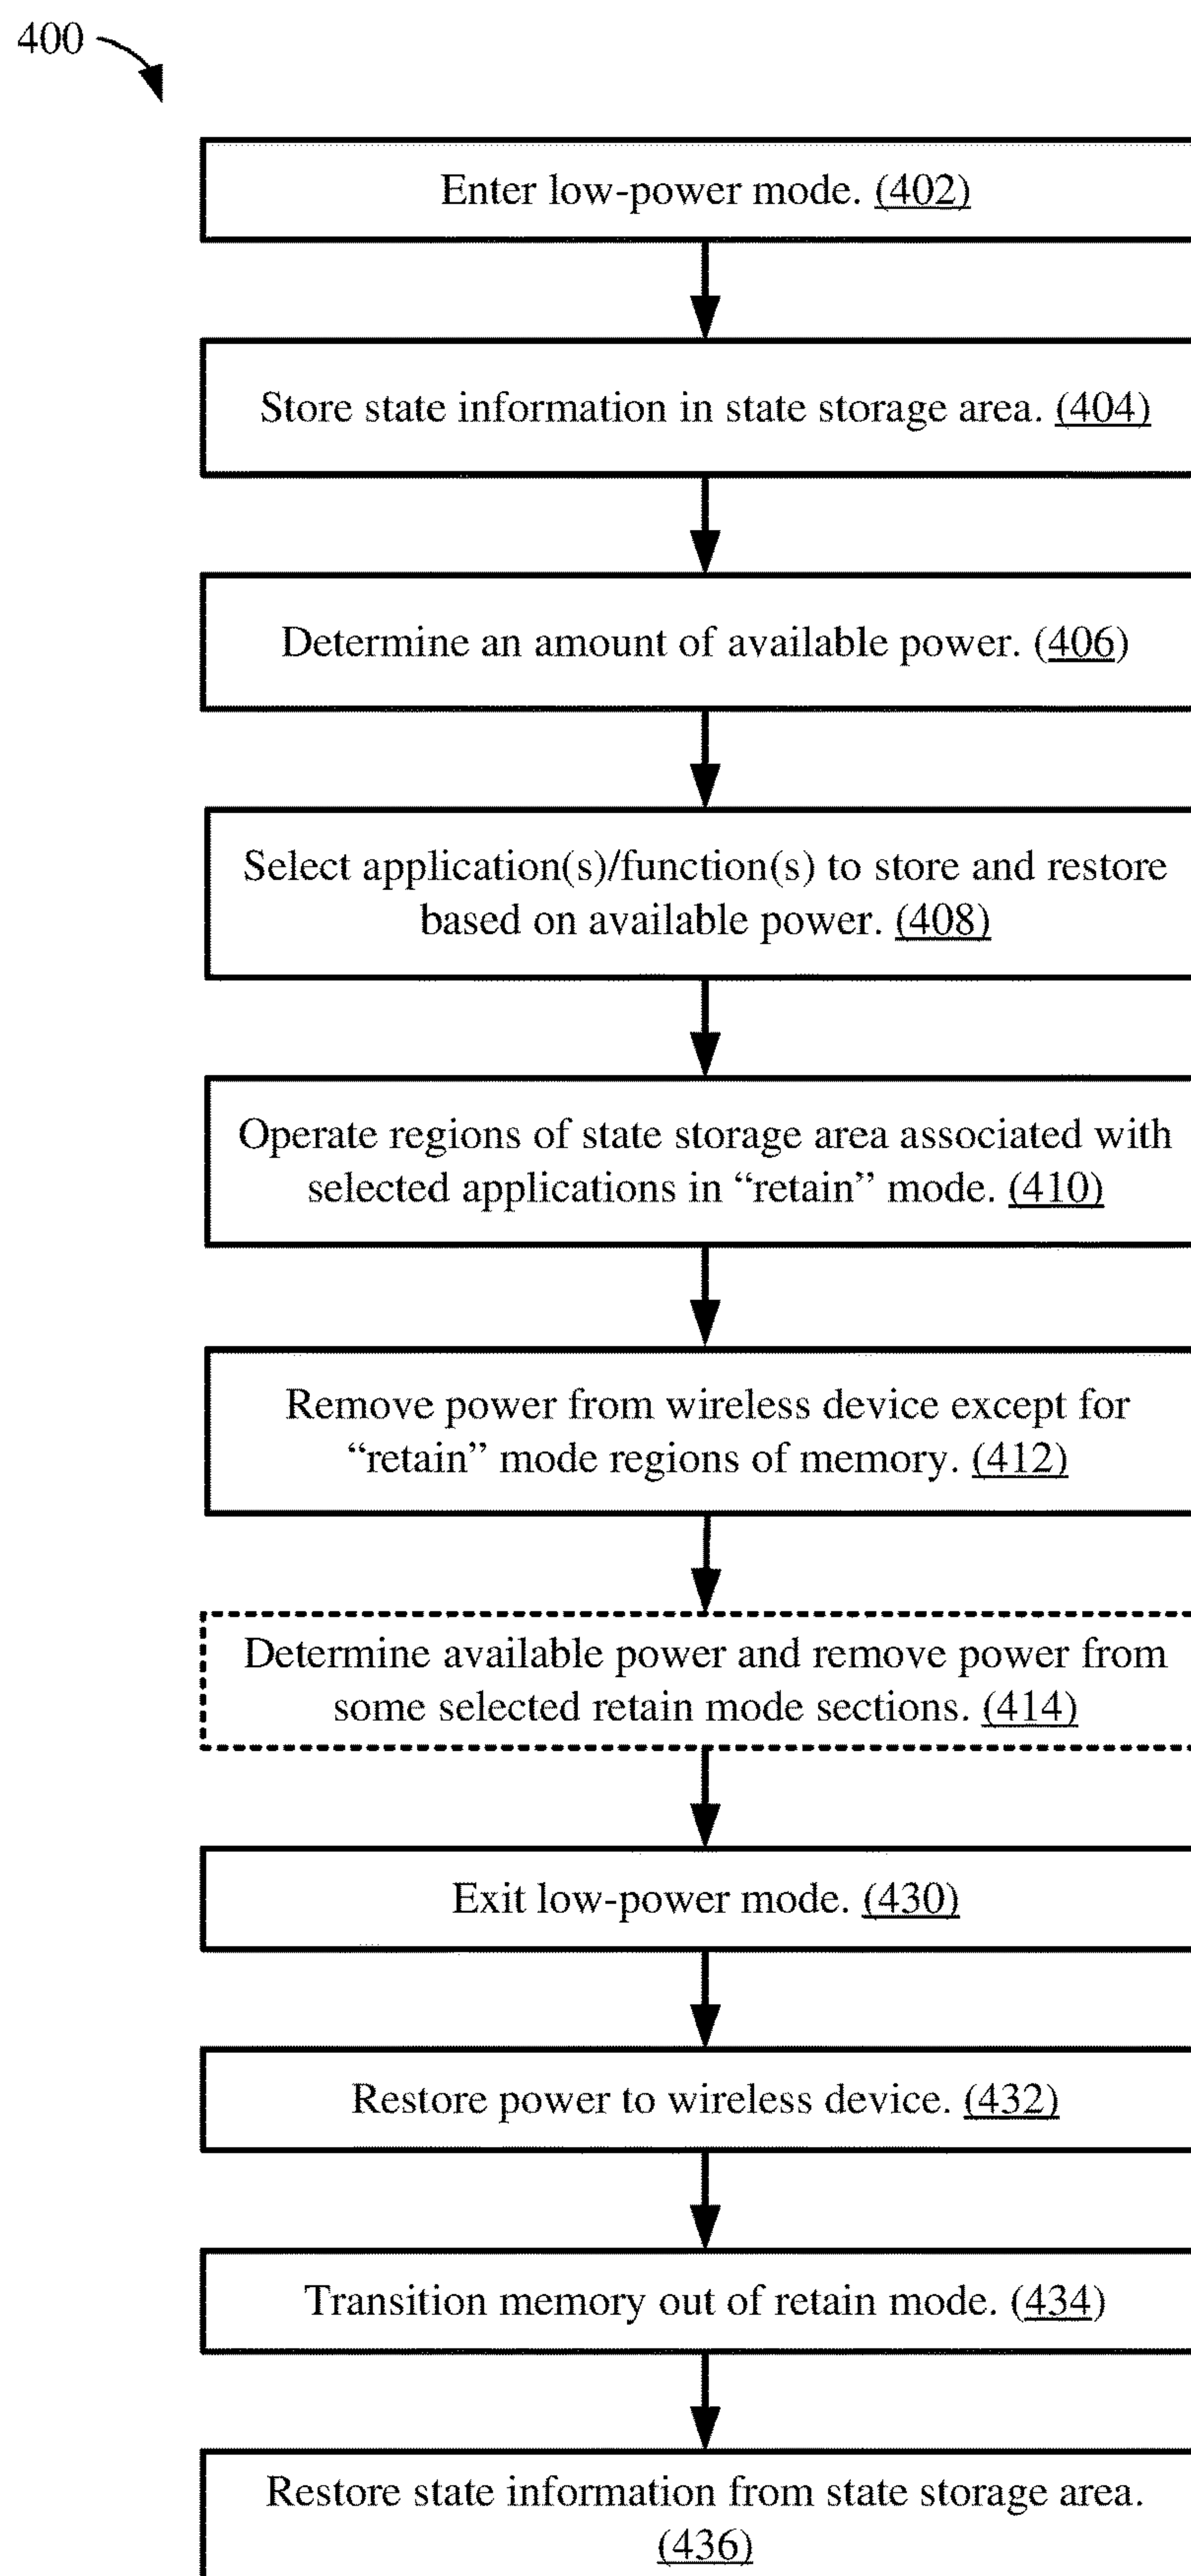 400
Enter low-power mode. (402)
Store state information in state storage area. (404)
Determine an amount of available power. (406)
Select application(s)/function(s) to store and restore
based on available power. (408)
Operate regions of state storage area associated with
selected applications in “retain” mode. (410)
Remove power from wireless device except for
“retain” mode regions of memory. (412)
Determine available power and remove power from
some selected retain mode sections. (414)
Exit low-power mode. (430)
Restore power to wireless device. (432)
Transition memory out of retain mode. (434)
Restore state information from state storage area.
(436)